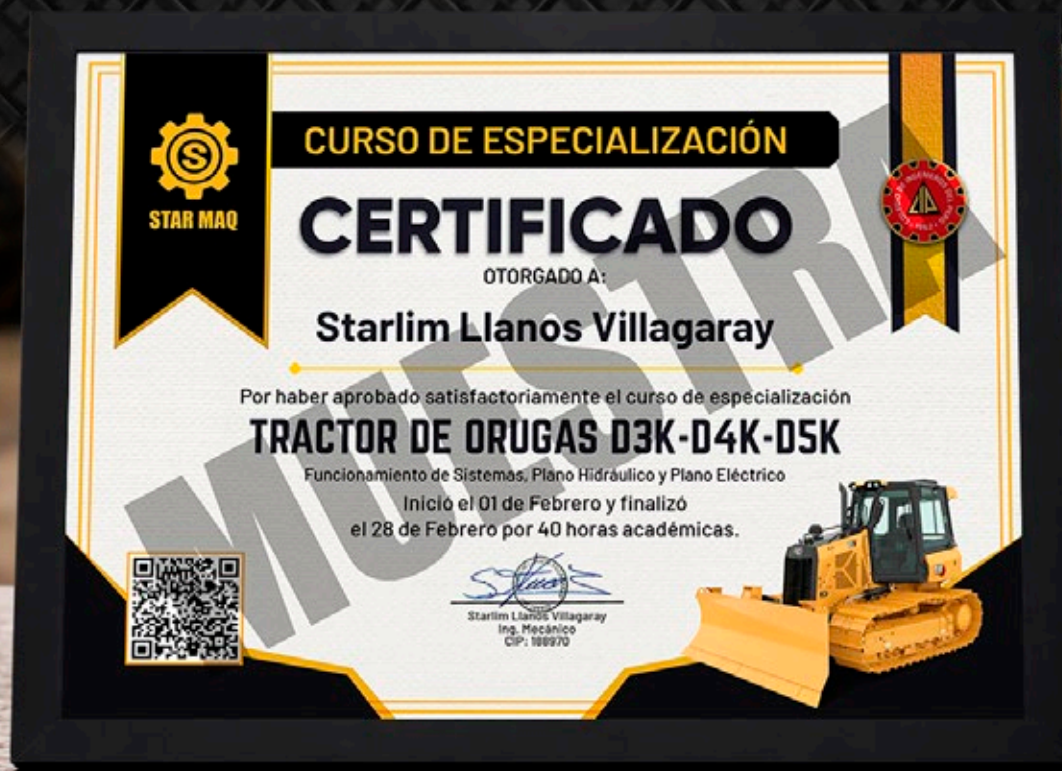 CURSO DE ESPECIALIZACIÓN
STAR MAQ
CERTIFICADO
OTORGADO A:
Starlim Llanos Villagaray
Por haber aprobado satisfactoriamente el curso de especialización
TRACTOR DE ORUGAS D3K-D4K-D5K
Funcionamiento de Sistemas, Plano Hidráulico y Plano Eléctrico
Inició el 01 de Febrero y finalizó
el 28 de Febrero por 40 horas académicas.
Starlim Llanos Villagaray
Ing. Mecánico
CIP: 188970
MUESTRA